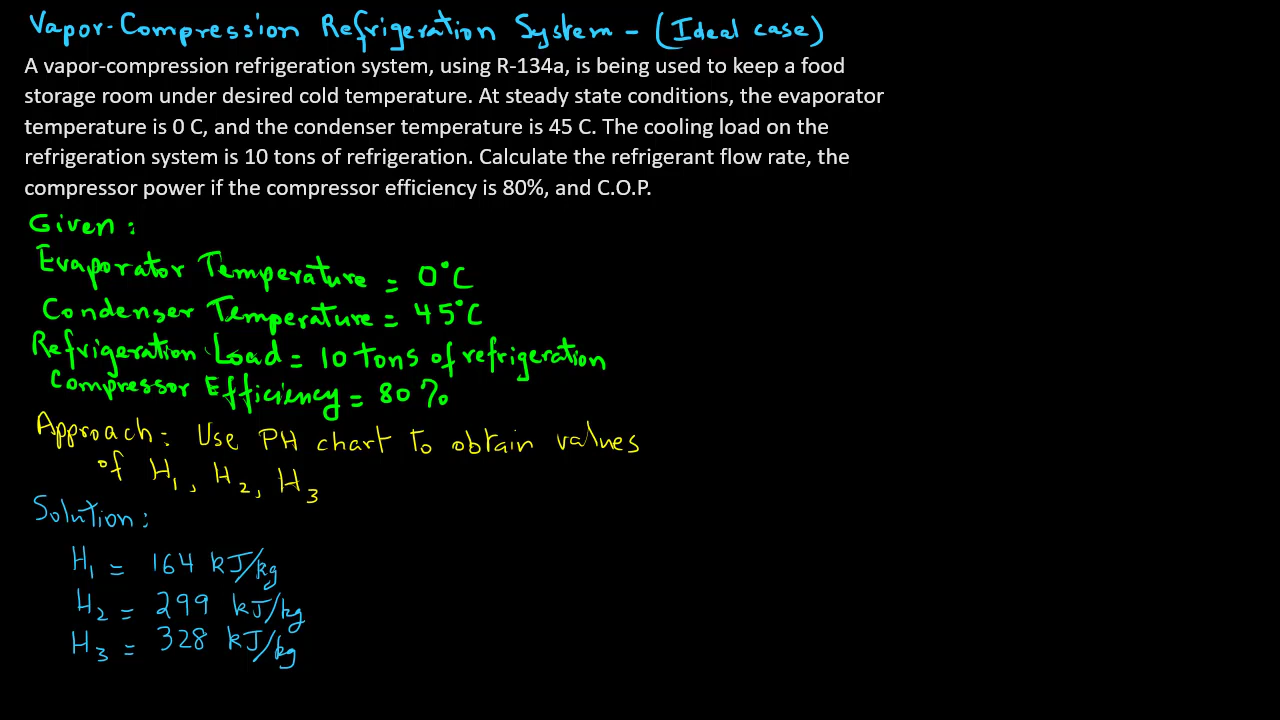 Vapor-Compression Refrigeration System - (Ideal case)
A vapor-compression refrigeration system, using R-134a, is being used to keep a food
storage room under desired cold temperature. At steady state conditions, the evaporator
temperature is 0 C, and the condenser temperature is 45 C. The cooling load on the
refrigeration system is 10 tons of refrigeration. Calculate the refrigerant flow rate, the
compressor power if the compressor efficiency is 80%, and C.O.P.
Given:
Evaporator Temperature = 0°C
Condenser Temperature = 45°C
Refrigeration Load = 10 tons of refrigeration
Compressor Efficiency = 80%
Approach: Use PH chart to obtain values
of H₁, H₂, H₃
Solution:
H₁ = 164 kJ/kg
H₂ = 299 kJ/kg
H₃ = 328 kJ/kg